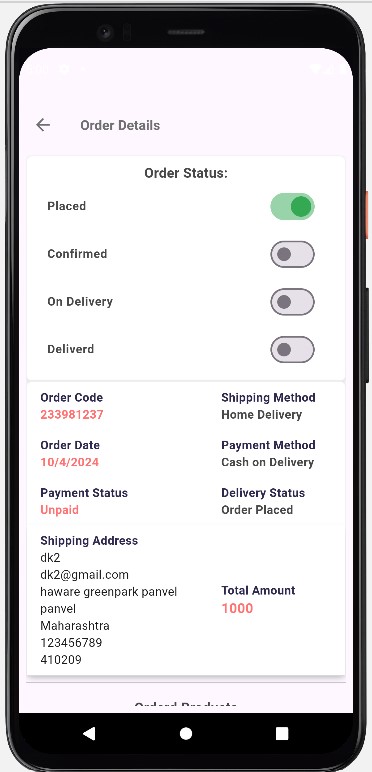 Order Details
Order Status:
Placed
Confirmed
On Delivery
Deliverd
Order Code Shipping Method
233981237 Home Delivery
Order Date Payment Method
10/4/2024 Cash on Delivery
Payment Status Delivery Status
Unpaid Order Placed
Shipping Address
dk2
dk2@gmail.com
haware greenpark panvel
panvel
Maharashtra
123456789
410209
Total Amount
1000
Orderd Products